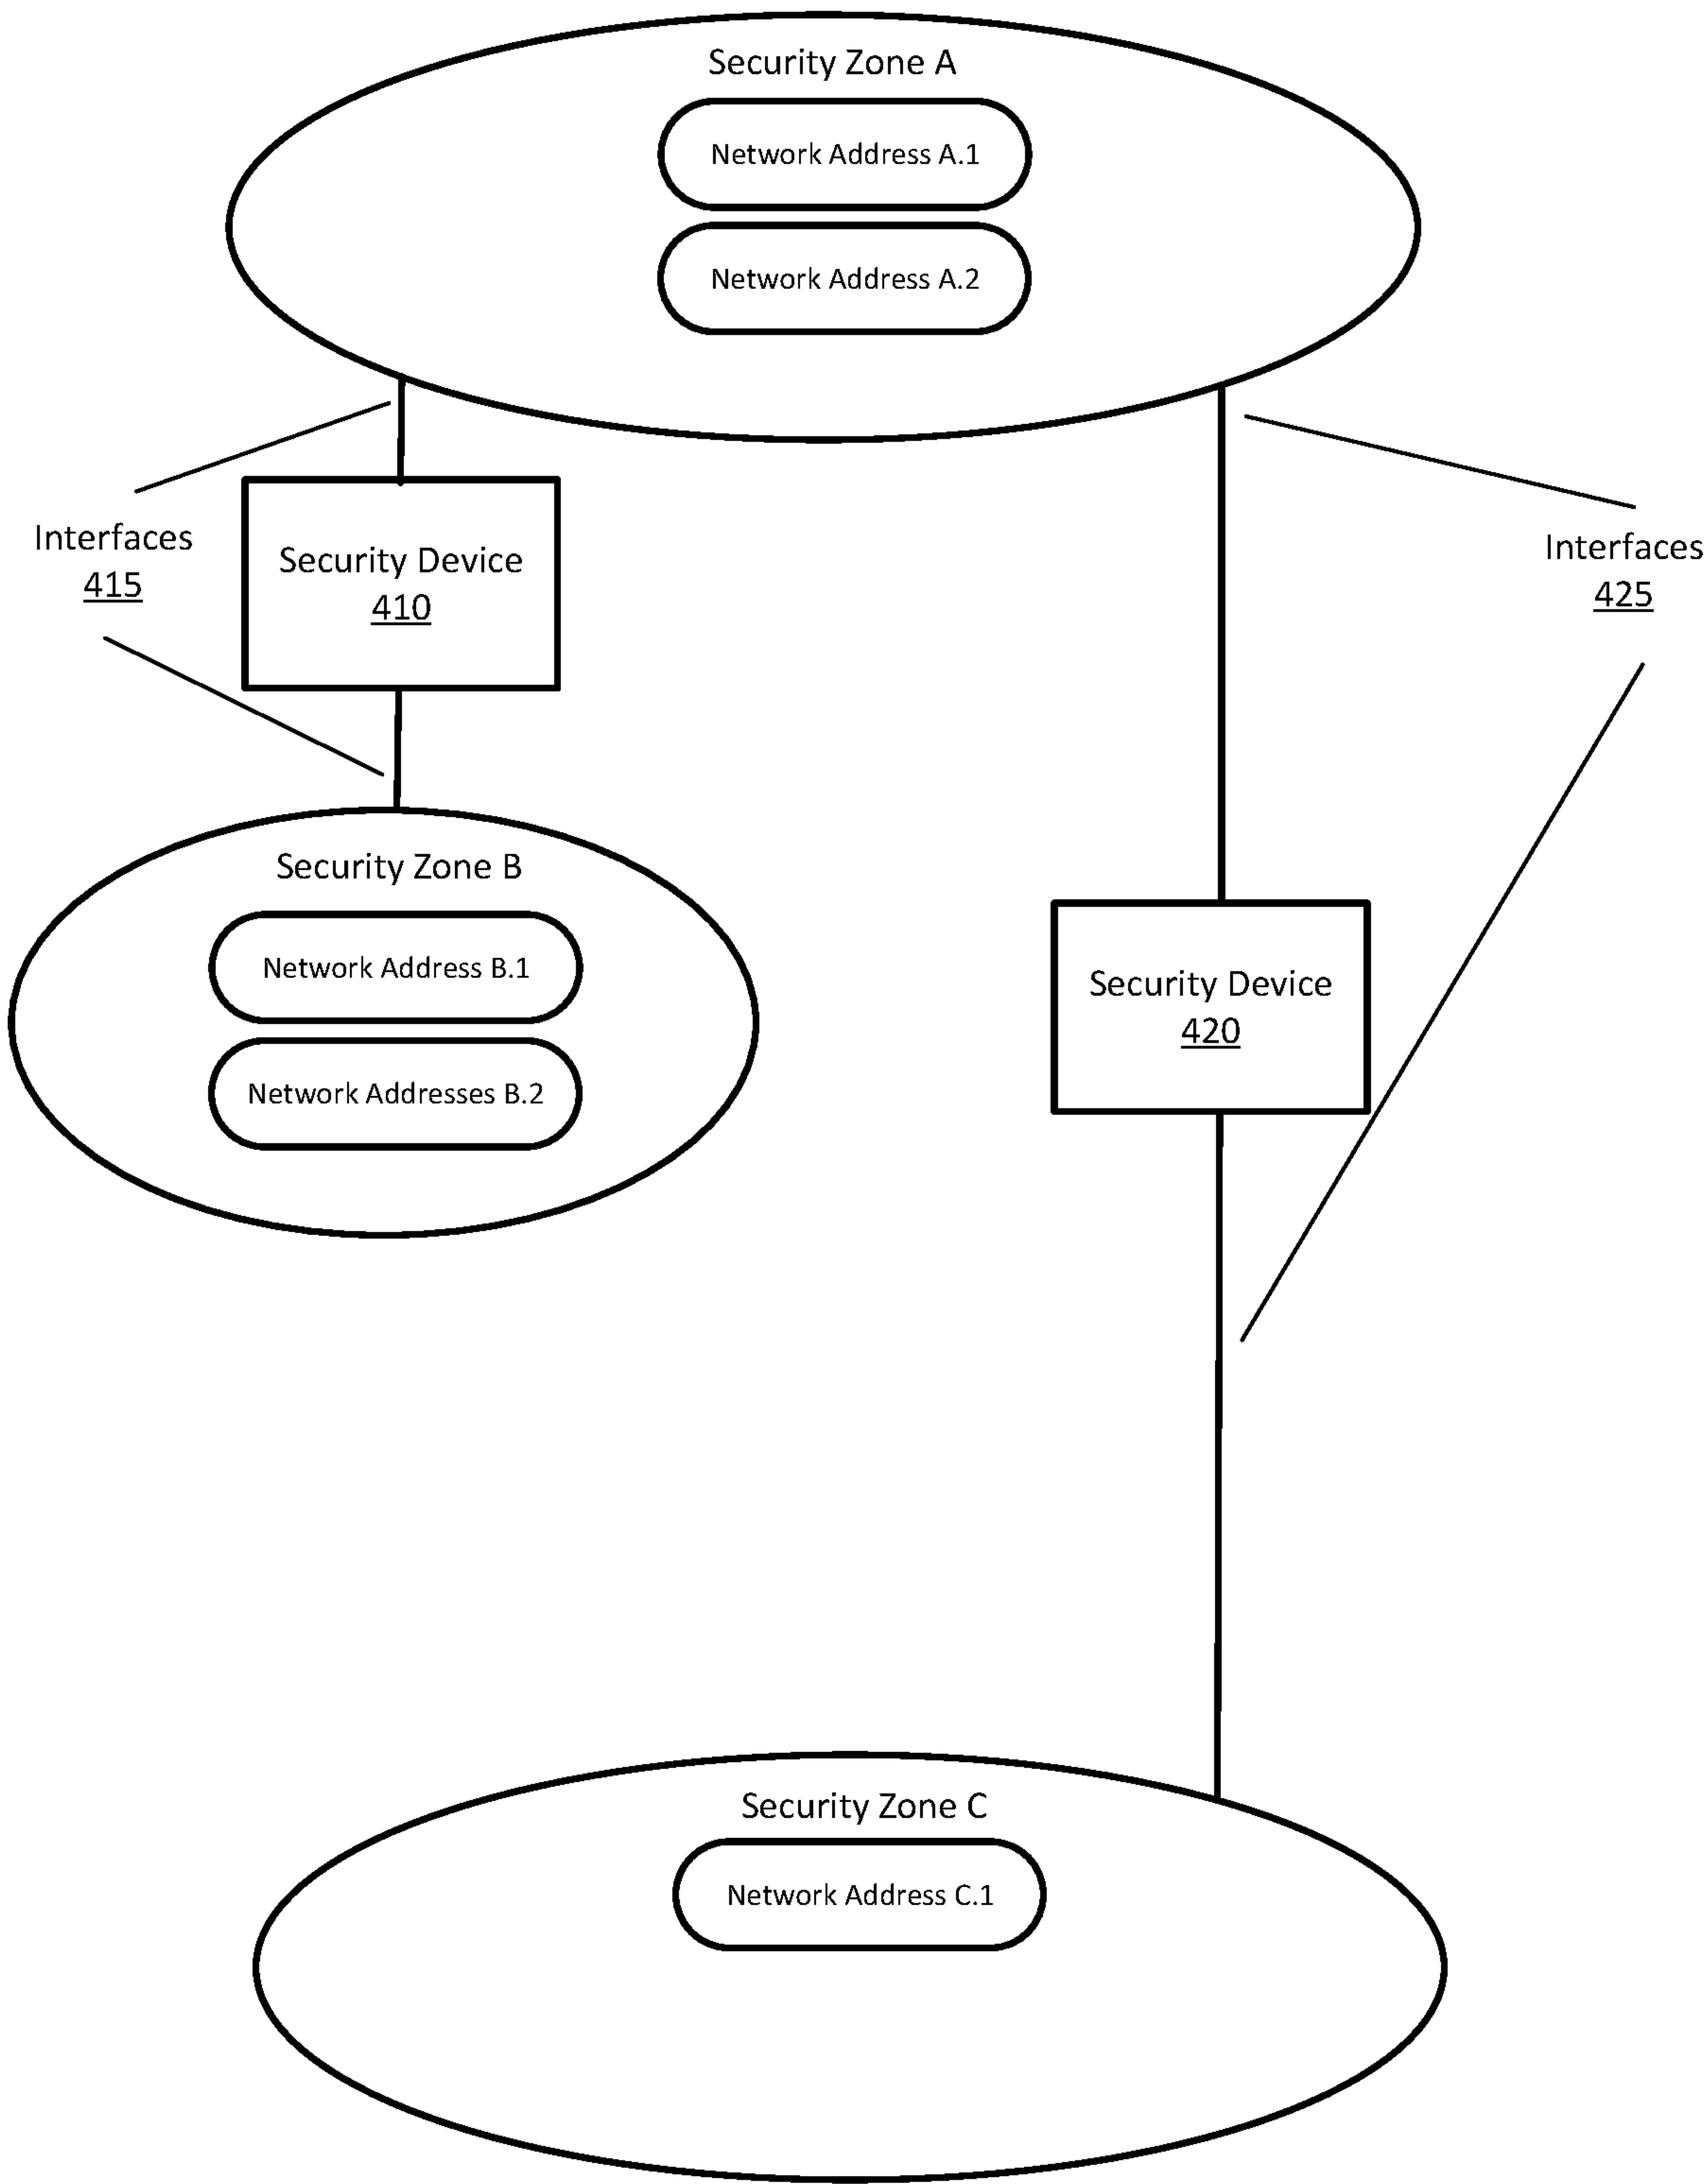 Security Zone A
Network Address A.1
Network Address A.2
Interfaces
415
Security Device
410
Interfaces
425
Security Zone B
Network Address B.1
Network Addresses B.2
Security Device
420
Security Zone C
Network Address C.1